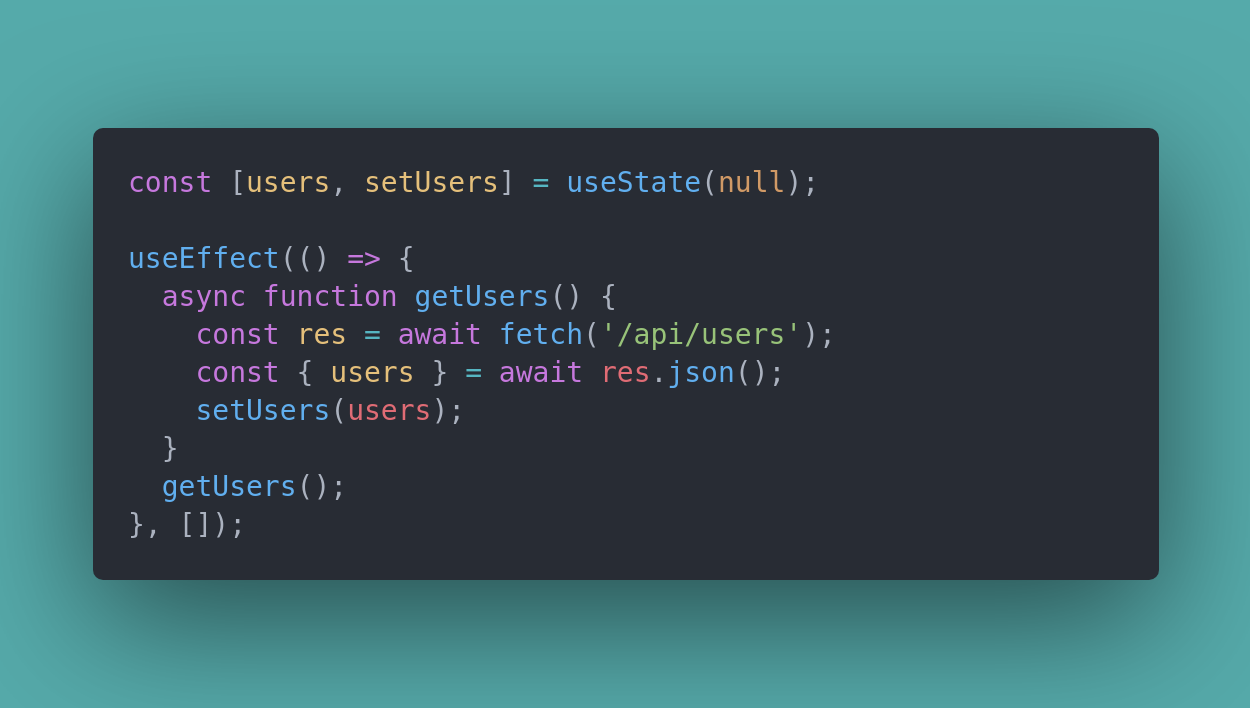 const [users, setUsers] = useState(null);

useEffect(() => {
  async function getUsers() {
    const res = await fetch('/api/users');
    const { users } = await res.json();
    setUsers(users);
  }
  getUsers();
}, []);